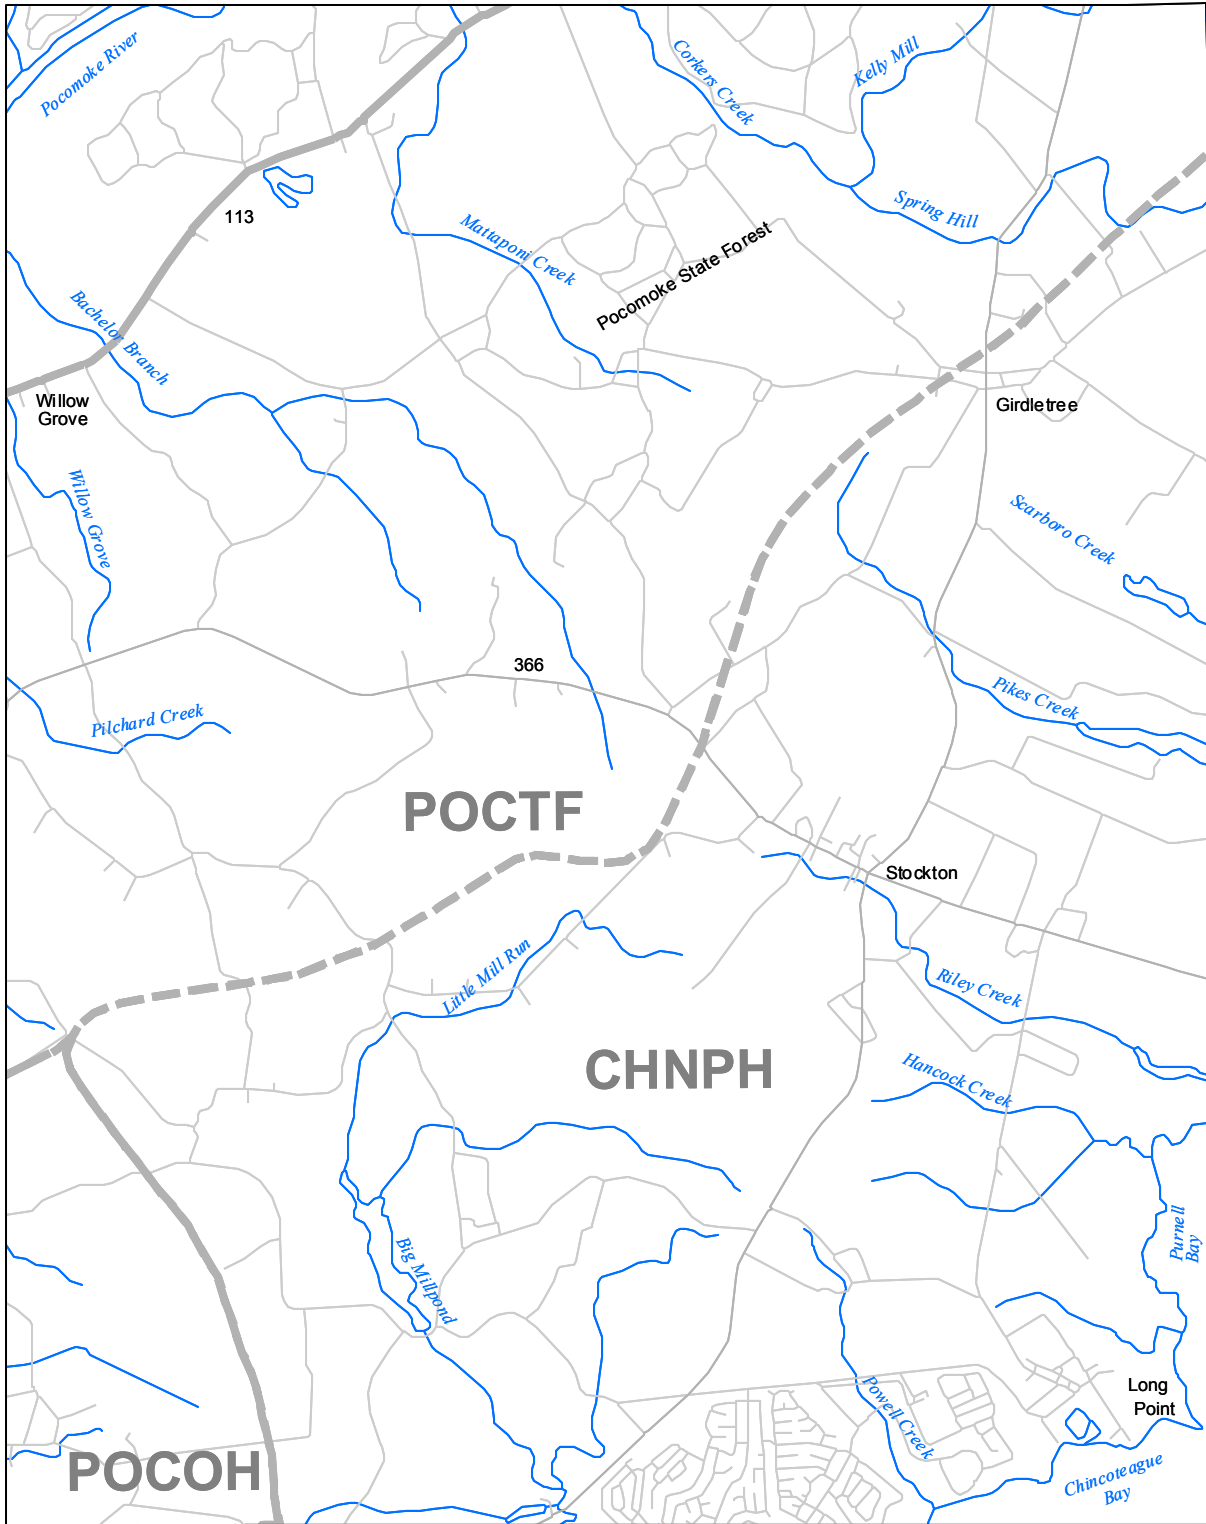 Pocomoke River
Corkers Creek
Kelly Mill
113
Mattaponi Creek
Pocomoke State Forest
Spring Hill
Bachelor Branch
Willow
Grove
Girdletree
Willow Grove
Scarboro Creek
366
Pilchard Creek
Pikes Creek
POCTF
Stockton
Little Mill Run
Riley Creek
CHNPH
Hancock Creek
Purnell
Bay
Big Millpond
Powell Creek
Long
Point
POCOH
Chincoteague
Bay